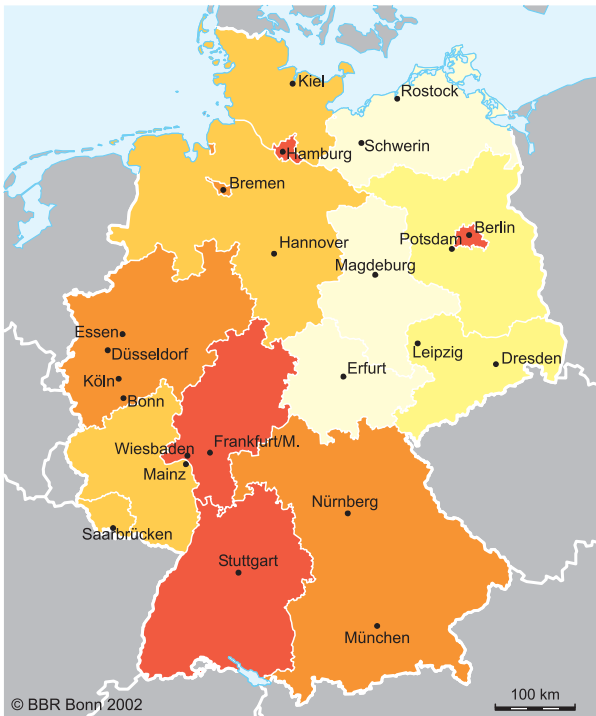 Kiel
Rostock
Hamburg
Schwerin
Bremen
Berlin
Potsdam
Hannover
Magdeburg
Essen
Düsseldorf
Leipzig
Dresden
Köln
Erfurt
Bonn
Wiesbaden
Frankfurt/M.
Mainz
Nürnberg
Saarbrücken
Stuttgart
München
© BBR Bonn 2002
100 km